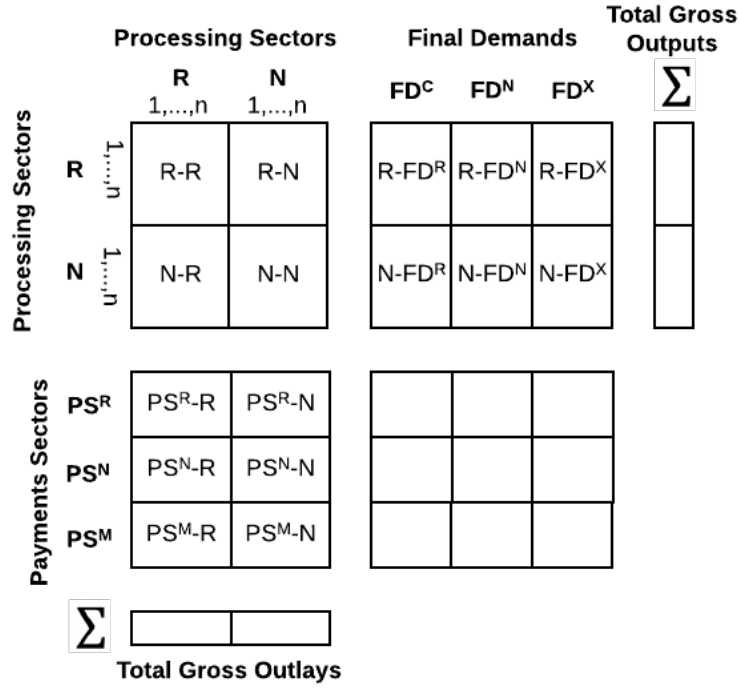 Total Gross
Outputs
Processing Sectors
Final Demands
∑
R
N
FDᶜ
FDᴺ
FDˣ
1,...,n
1,...,n
Processing Sectors
R
1,...,n
R-R
R-N
R-FDᴿ
R-FDᴺ
R-FDˣ
N
1,...,n
N-R
N-N
N-FDᴿ
N-FDᴺ
N-FDˣ
Payments Sectors
PSᴿ
PSᴿ-R
PSᴿ-N
PSᴺ
PSᴺ-R
PSᴺ-N
PSᴹ
PSᴹ-R
PSᴹ-N
∑
Total Gross Outlays